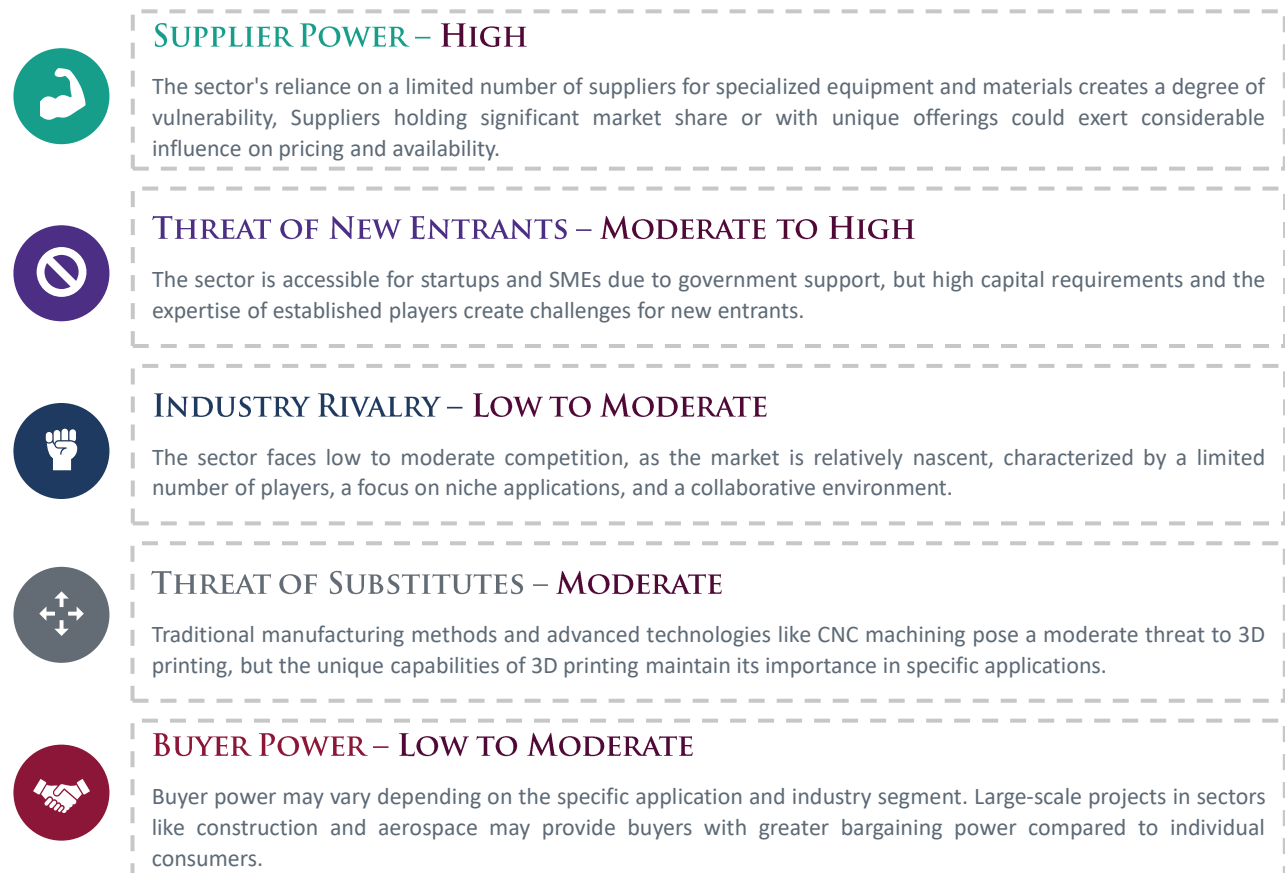 SUPPLIER POWER – HIGH
The sector's reliance on a limited number of suppliers for specialized equipment and materials creates a degree of
vulnerability, Suppliers holding significant market share or with unique offerings could exert considerable
influence on pricing and availability.
THREAT OF NEW ENTRANTS – MODERATE TO HIGH
The sector is accessible for startups and SMEs due to government support, but high capital requirements and the
expertise of established players create challenges for new entrants.
INDUSTRY RIVALRY – LOW TO MODERATE
The sector faces low to moderate competition, as the market is relatively nascent, characterized by a limited
number of players, a focus on niche applications, and a collaborative environment.
THREAT OF SUBSTITUTES – MODERATE
Traditional manufacturing methods and advanced technologies like CNC machining pose a moderate threat to 3D
printing, but the unique capabilities of 3D printing maintain its importance in specific applications.
BUYER POWER – LOW TO MODERATE
Buyer power may vary depending on the specific application and industry segment. Large-scale projects in sectors
like construction and aerospace may provide buyers with greater bargaining power compared to individual
consumers.